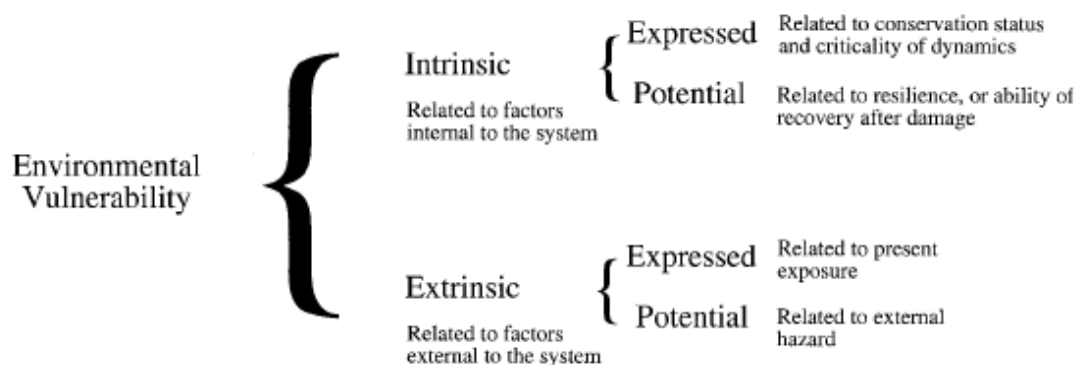 Environmental
Vulnerability
Intrinsic
Related to factors
internal to the system
Expressed
Related to conservation status
and criticality of dynamics
Potential
Related to resilience, or ability of
recovery after damage
Extrinsic
Related to factors
external to the system
Expressed
Related to present
exposure
Potential
Related to external
hazard